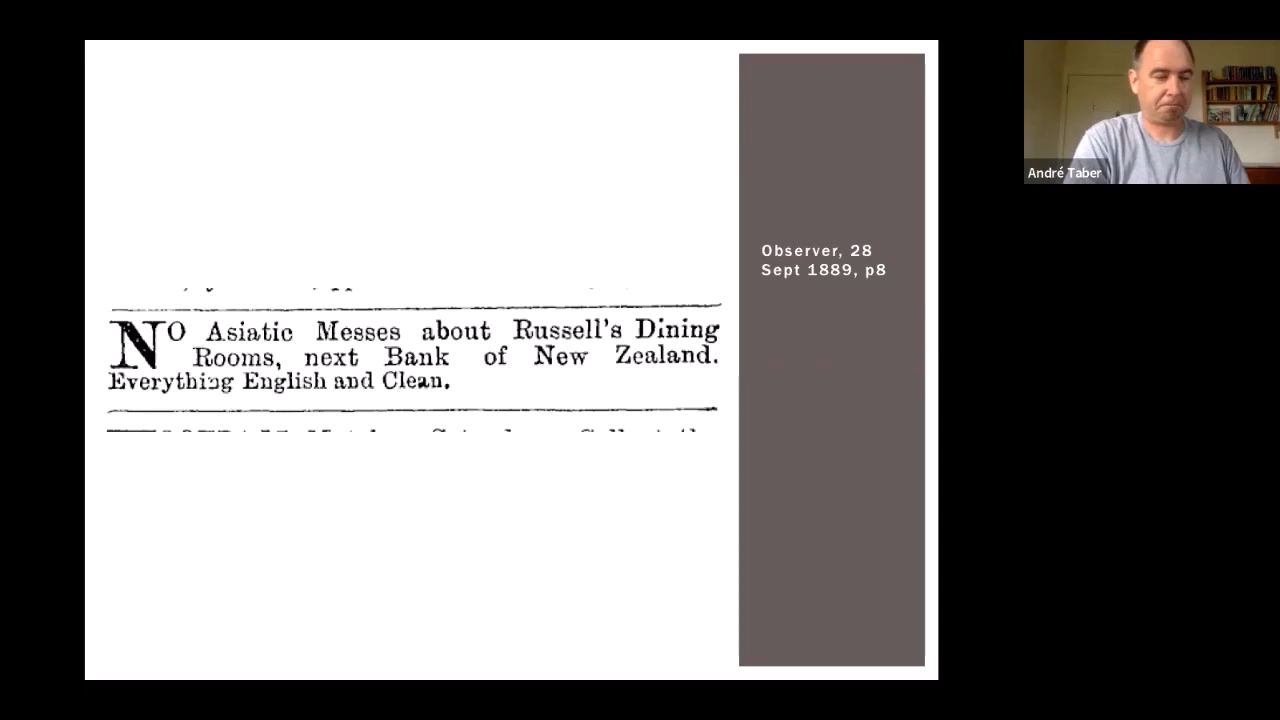 No Asiatic Messes about Russell's Dining
Rooms, next Bank of New Zealand.
Everything English and Clean.
Observer, 28
Sept 1889, p8
André Taber